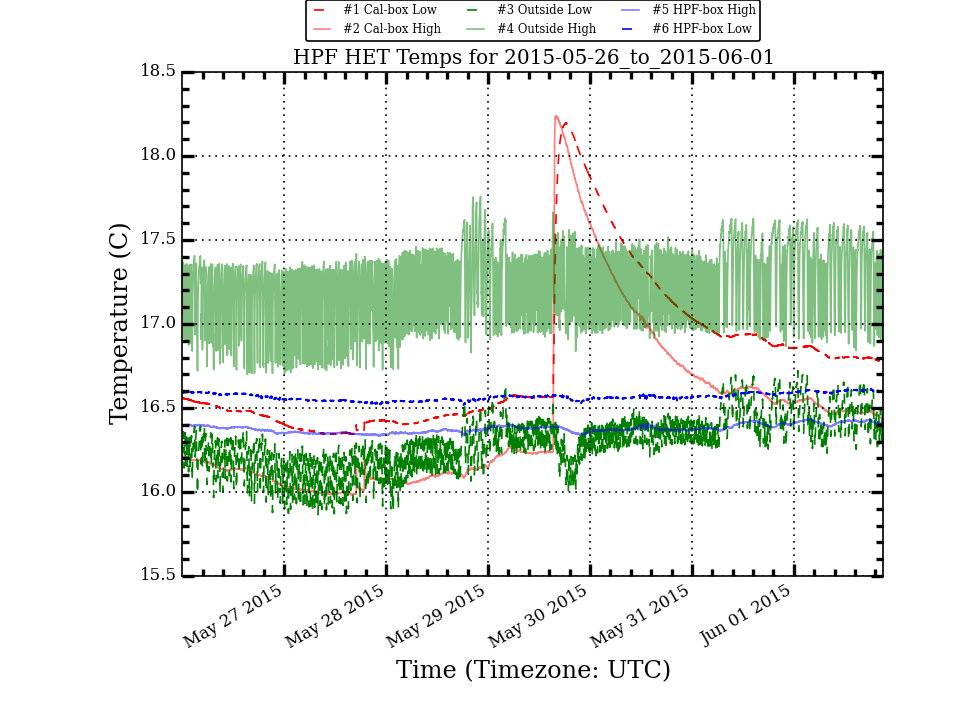 #1 Cal-box Low #3 Outside Low #5 HPF-box High
#2 Cal-box High #4 Outside High #6 HPF-box Low
HPF HET Temps for 2015-05-26_to_2015-06-01
18.5
18.0
17.5
17.0
16.5
16.0
15.5
Temperature (C)
May 27 2015 May 28 2015 May 29 2015 May 30 2015 May 31 2015 Jun 01 2015
Time (Timezone: UTC)